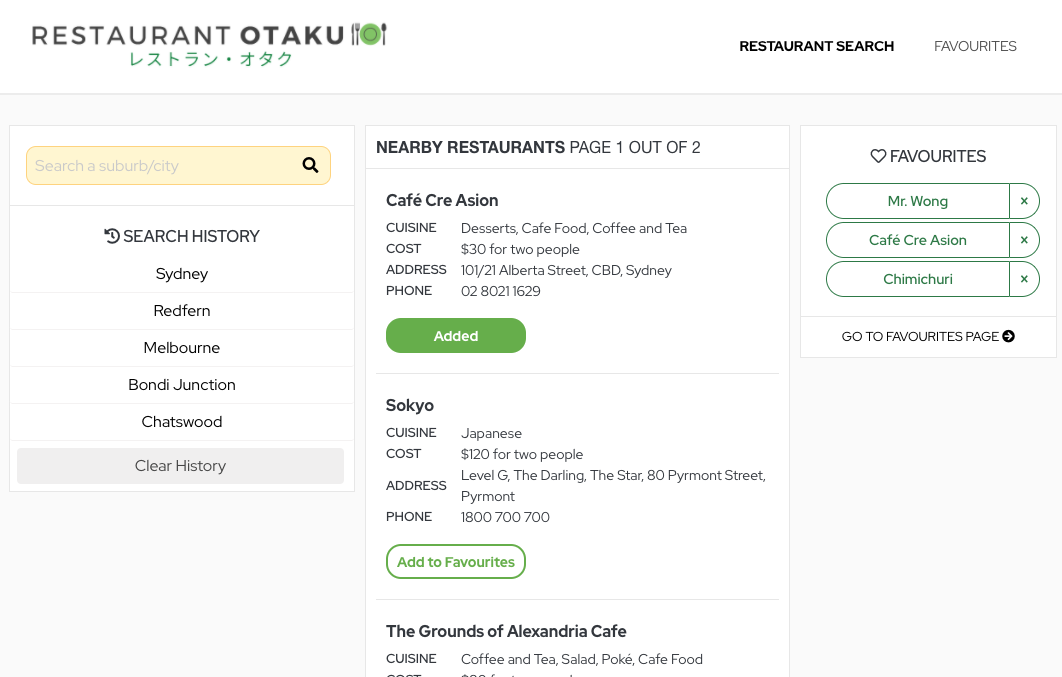 RESTAURANT OTAKU
レストラン・オタク
RESTAURANT SEARCH
FAVOURITES
Search a suburb/city
SEARCH HISTORY
Sydney
Redfern
Melbourne
Bondi Junction
Chatswood
Clear History
NEARBY RESTAURANTS PAGE 1 OUT OF 2
Café Cre Asion
CUISINE Desserts, Cafe Food, Coffee and Tea
COST $30 for two people
ADDRESS 101/21 Alberta Street, CBD, Sydney
PHONE 02 8021 1629
Added
Sokyo
CUISINE Japanese
COST $120 for two people
ADDRESS Level G, The Darling, The Star, 80 Pyrmont Street,
Pyrmont
PHONE 1800 700 700
Add to Favourites
The Grounds of Alexandria Cafe
CUISINE Coffee and Tea, Salad, Poké, Cafe Food
FAVOURITES
Mr. Wong ×
Café Cre Asion ×
Chimichuri ×
GO TO FAVOURITES PAGE